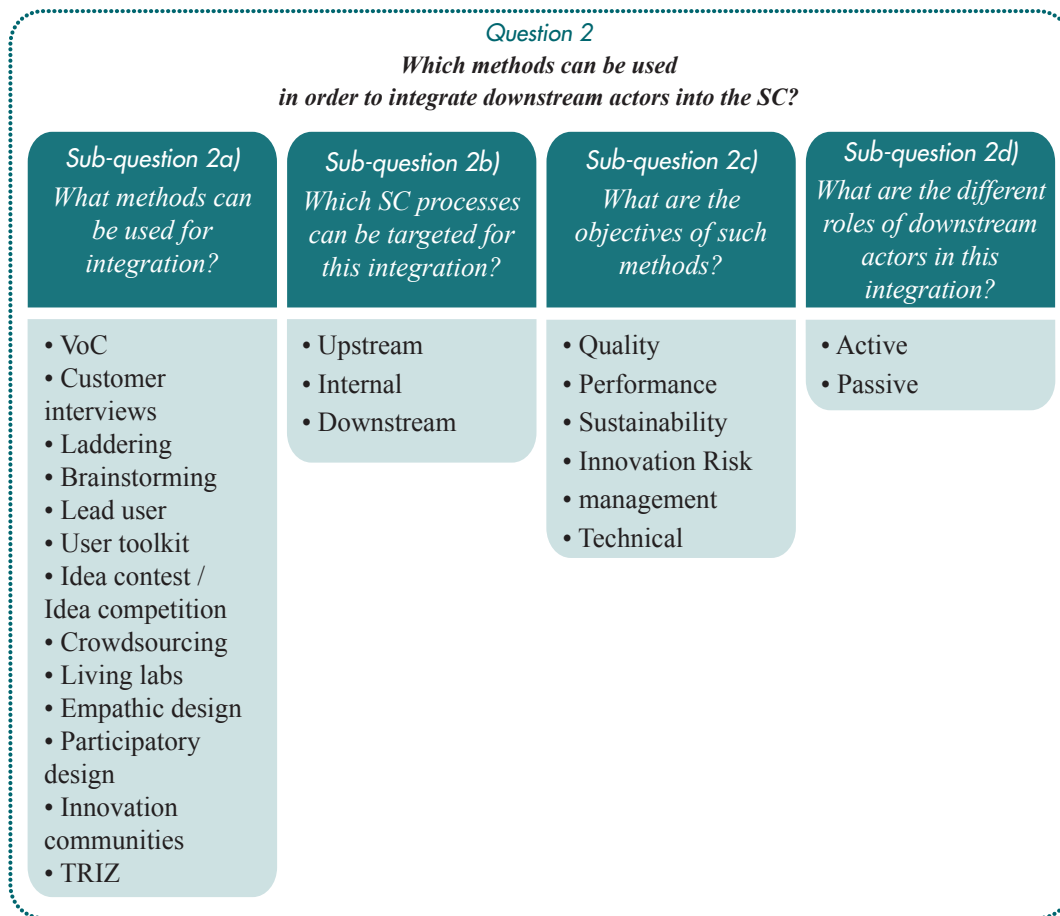 Question 2
Which methods can be used
in order to integrate downstream actors into the SC?
Sub-question 2a)
What methods can
be used for
integration?
• VoC
• Customer
interviews
• Laddering
• Brainstorming
• Lead user
• User toolkit
• Idea contest /
Idea competition
• Crowdsourcing
• Living labs
• Empathic design
• Participatory
design
• Innovation
communities
• TRIZ
Sub-question 2b)
Which SC processes
can be targeted for
this integration?
• Upstream
• Internal
• Downstream
Sub-question 2c)
What are the
objectives of such
methods?
• Quality
• Performance
• Sustainability
• Innovation Risk
• management
• Technical
Sub-question 2d)
What are the different
roles of downstream
actors in this
integration?
• Active
• Passive